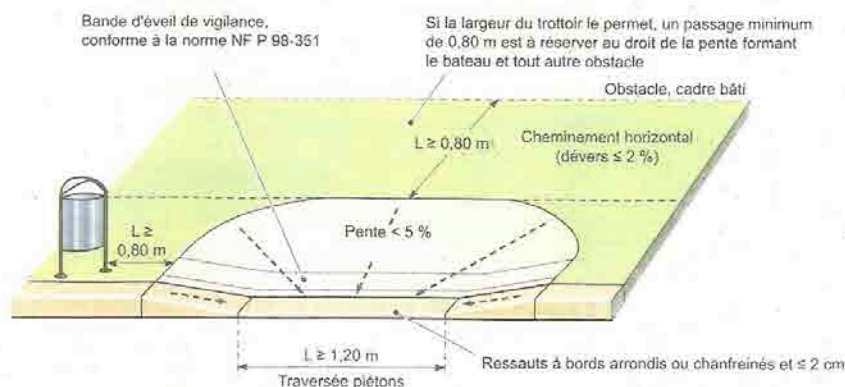 Bande d'éveil de vigilance,
conforme à la norme NF P 98-351
Si la largeur du trottoir le permet, un passage minimum
de 0,80 m est à réserver au droit de la pente formant
le bateau et tout autre obstacle
Obstacle, cadre bâti
L ≥ 0,80 m
Cheminement horizontal
(dévers ≤ 2 %)
L ≥
0,80 m
Pente < 5 %
L ≥ 1,20 m
Traversée piétons
Ressauts à bords arrondis ou chanfreinés et ≤ 2 cm